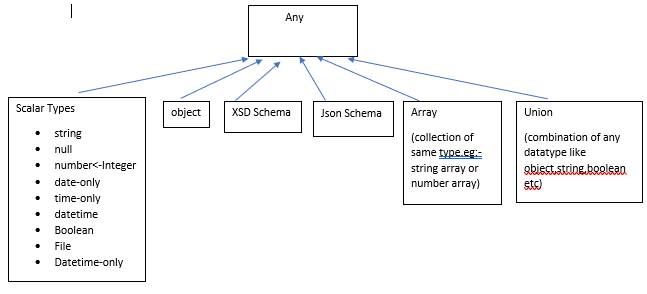 Any
Scalar Types
string
null
number<-Integer
date-only
time-only
datetime
Boolean
File
Datetime-only
object
XSD Schema
Json Schema
Array
(collection of
same type.eg:-
string array or
number array)
Union
(combination of any
datatype like
object,string,boolean
etc)